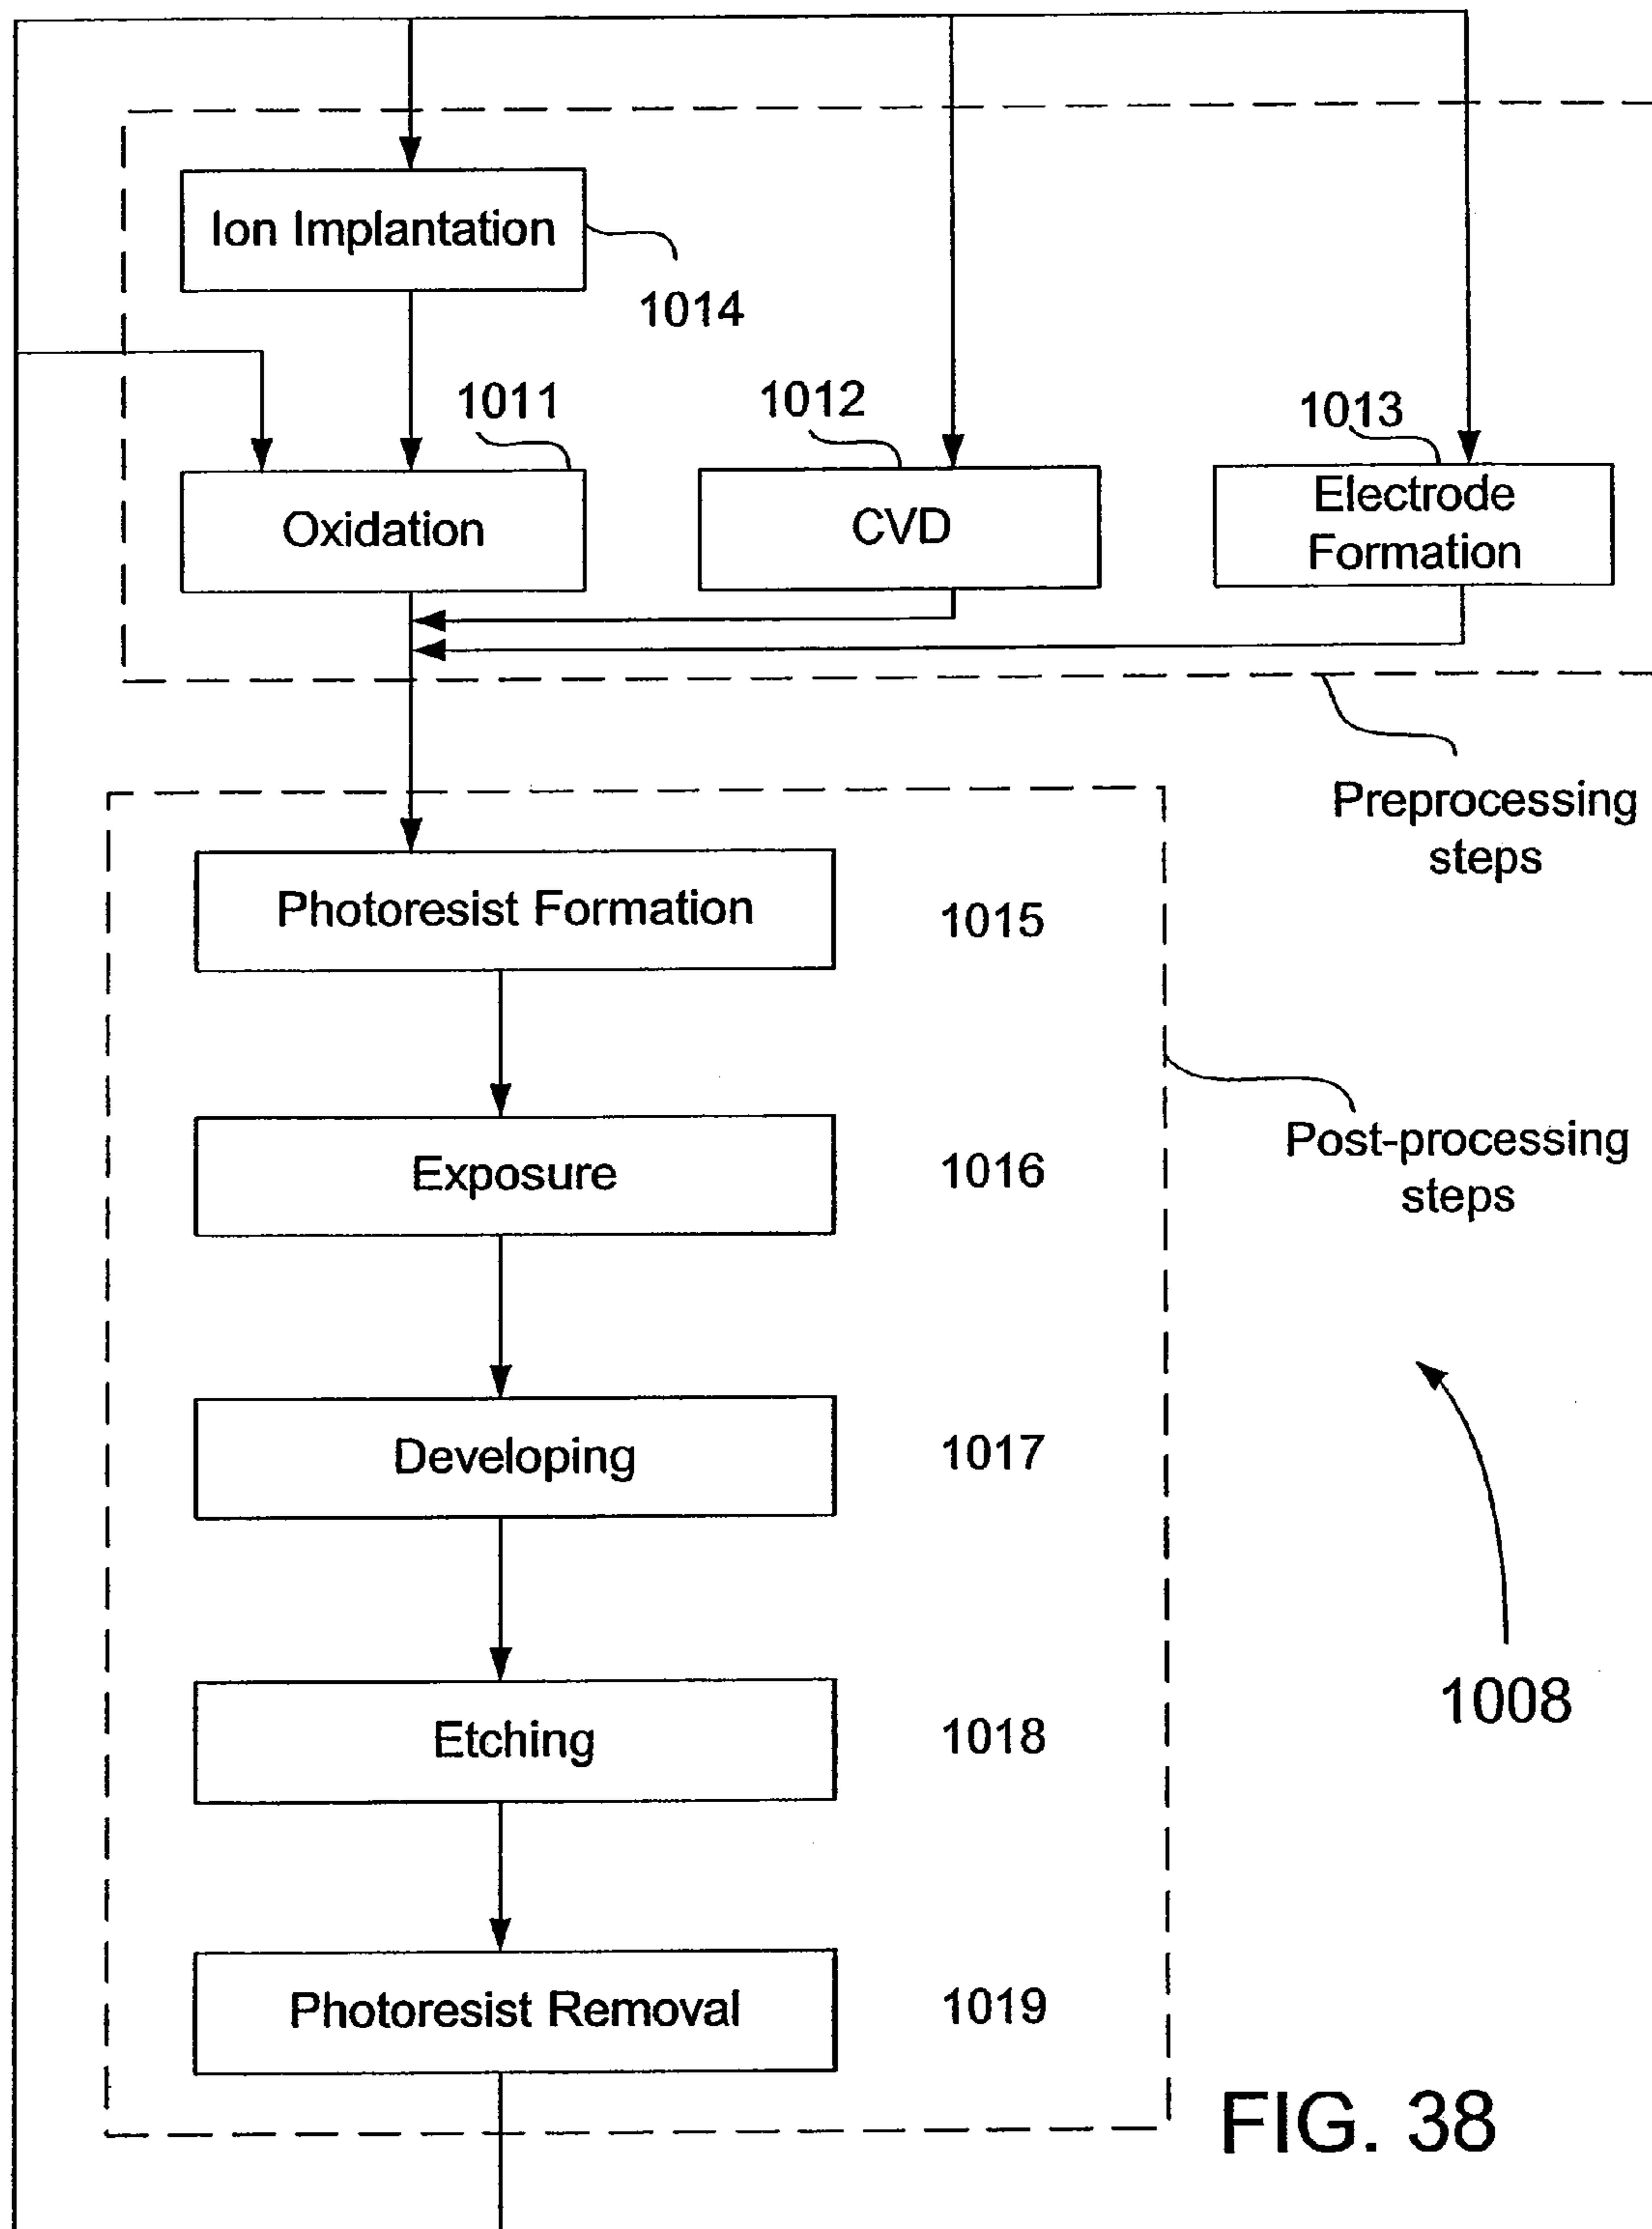 Ion Implantation
1014
1011
1012
1013
Oxidation
CVD
Electrode
Formation
Preprocessing
steps
Photoresist Formation
1015
Exposure
1016
Post-processing
steps
Developing
1017
Etching
1018
1008
Photoresist Removal
1019
FIG. 38